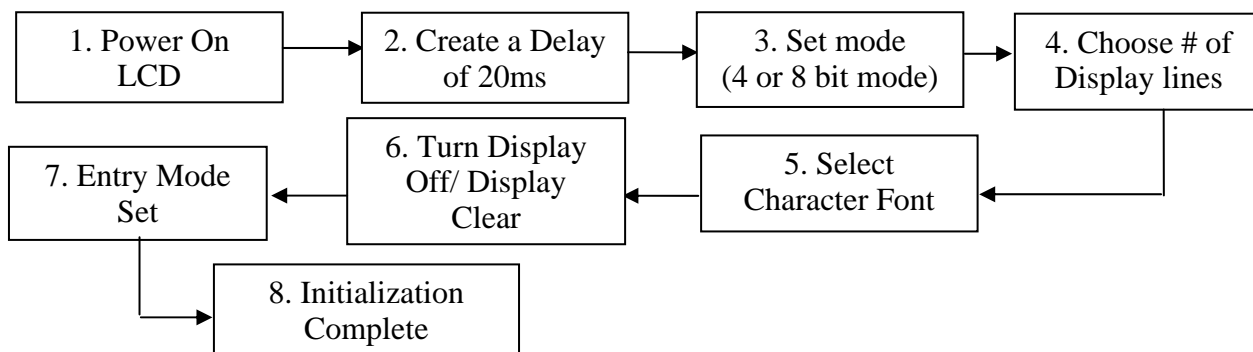 1. Power On
LCD
2. Create a Delay
of 20ms
3. Set mode
(4 or 8 bit mode)
4. Choose # of
Display lines
5. Select
Character Font
6. Turn Display
Off/ Display
Clear
7. Entry Mode
Set
8. Initialization
Complete